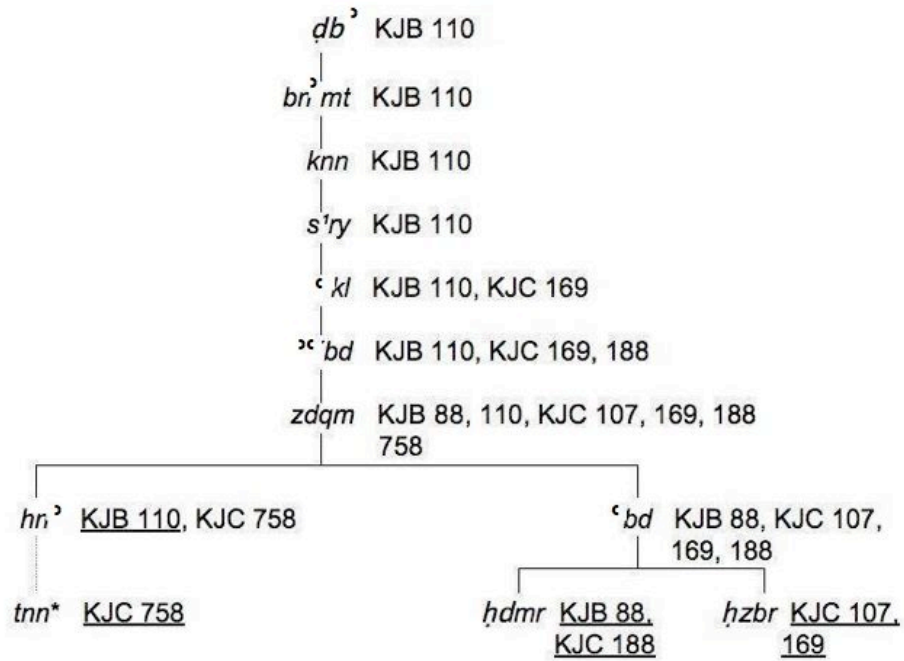 ḍbʾ KJB 110
bnʾmt KJB 110
knn KJB 110
s¹ry KJB 110
ʿkl KJB 110, KJC 169
ʾʿbd KJB 110, KJC 169, 188
zdqm KJB 88, 110, KJC 107, 169, 188
758
hnʾ KJB 110, KJC 758
ʿbd KJB 88, KJC 107,
169, 188
tnn* KJC 758
ḥdmr KJB 88,
KJC 188
ḥzbr KJC 107,
169